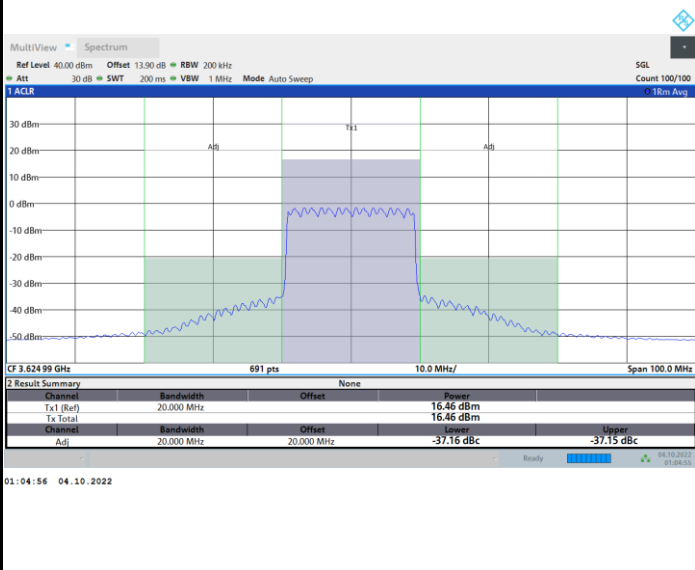 MultiView Spectrum
Ref Level 40.00 dBm Offset 13.90 dB RBW 200 kHz SGL
Att 30 dB SWT 200 ms VBW 1 MHz Mode Auto Sweep Count 100/100
1 ACLR 1Rm Avg
30 dBm
Tx1
20 dBm Adj Adj
10 dBm
0 dBm
-10 dBm
-20 dBm
-30 dBm
-40 dBm
-50 dBm
CF 3.624 99 GHz 691 pts 10.0 MHz/ Span 100.0 MHz
2 Result Summary None
Channel Bandwidth Offset Power
Tx1 (Ref) 20.000 MHz 16.46 dBm
Tx Total 16.46 dBm
Channel Bandwidth Offset Lower Upper
Adj 20.000 MHz 20.000 MHz -37.16 dBc -37.15 dBc
Ready 04.10.2022
01:04:55
01:04:56 04.10.2022